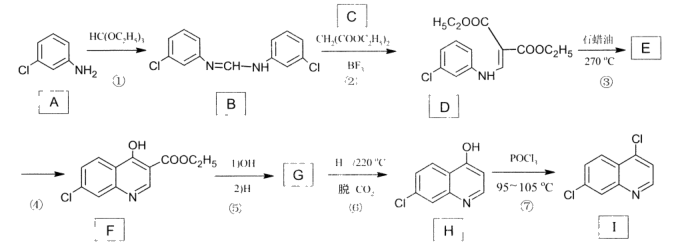 HC(OC2H5)3
①
Cl
NH2
A
Cl
N=CH-NH
Cl
B
C
CH2(COOC2H5)2
BF3
(2)
H5C2OOC
COOC2H5
Cl
NH
D
石蜡油
270 ℃
③
E
④
OH
COOC2H5
Cl
N
F
1)OH
2)H
⑤
G
H /220 ℃
脱 CO2
(6)
OH
Cl
N
H
POCl3
95~105 ℃
⑦
Cl
Cl
N
I